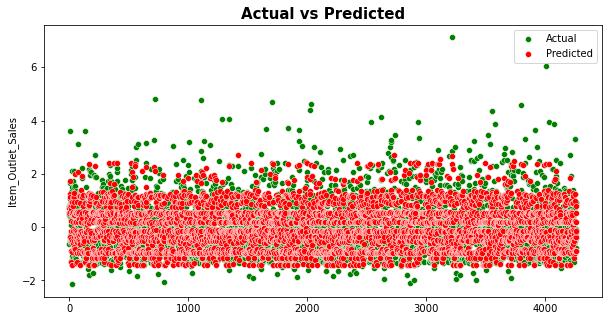 Actual vs Predicted
Actual
Predicted
Item_Outlet_Sales
6
4
2
0
−2
0
1000
2000
3000
4000